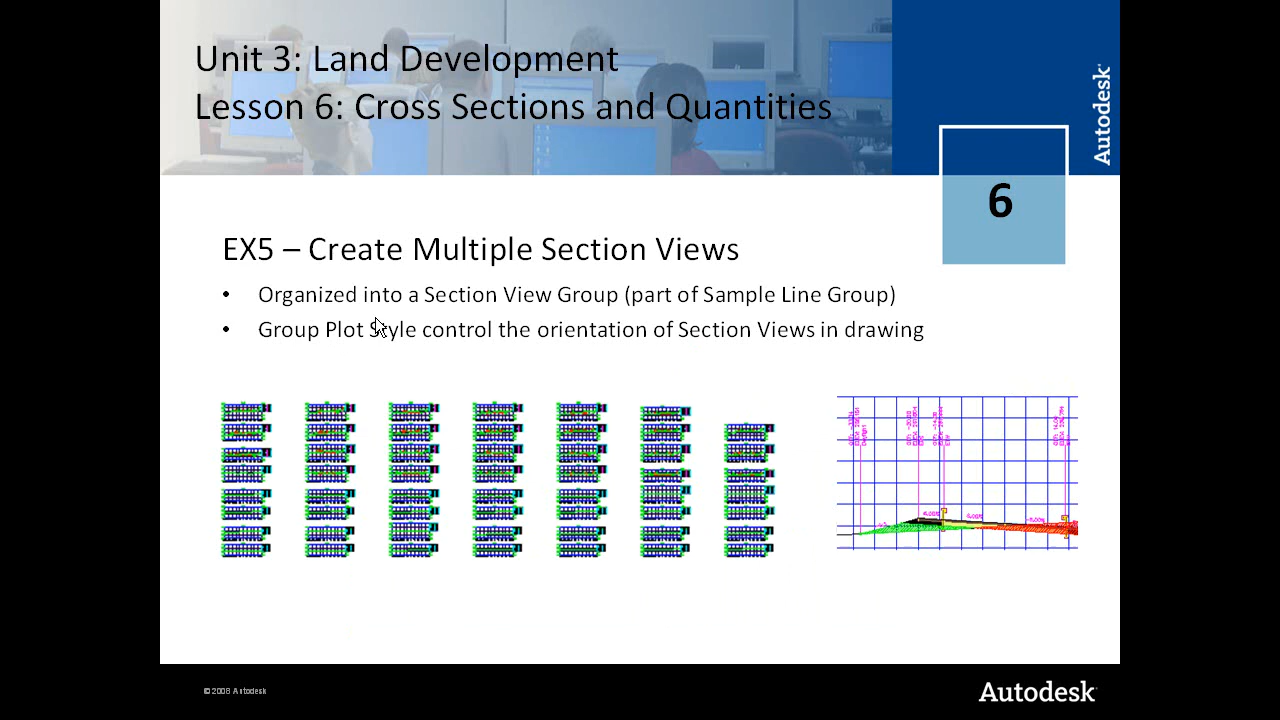 Unit 3: Land Development
Lesson 6: Cross Sections and Quantities
Autodesk
6
EX5 – Create Multiple Section Views
• Organized into a Section View Group (part of Sample Line Group)
• Group Plot Style control the orientation of Section Views in drawing
© 2008 Autodesk
Autodesk